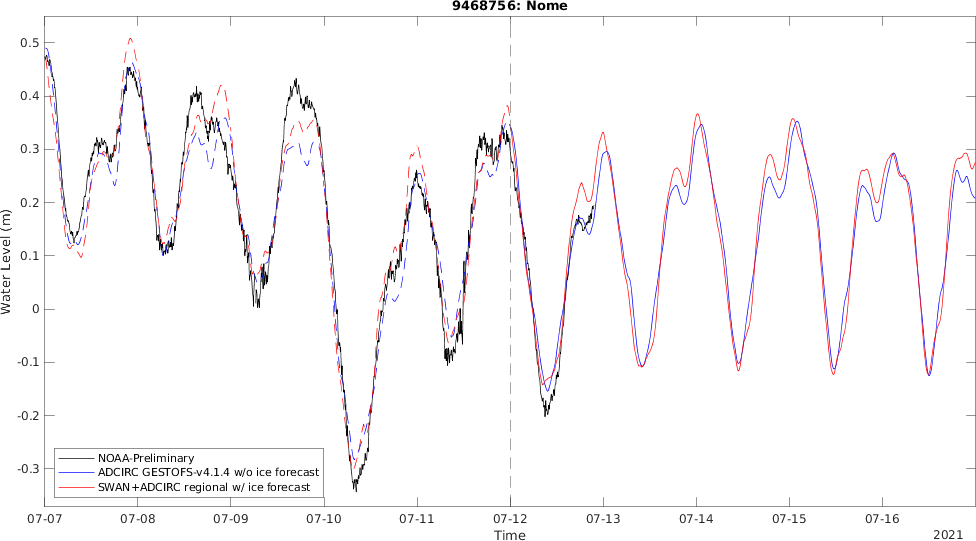 9468756: Nome
0.5
0.4
0.3
0.2
0.1
0
-0.1
-0.2
-0.3
Water Level (m)
NOAA-Preliminary
ADCIRC GESTOFS-v4.1.4 w/o ice forecast
SWAN+ADCIRC regional w/ ice forecast
07-07 07-08 07-09 07-10 07-11 07-12 07-13 07-14 07-15 07-16
Time
2021